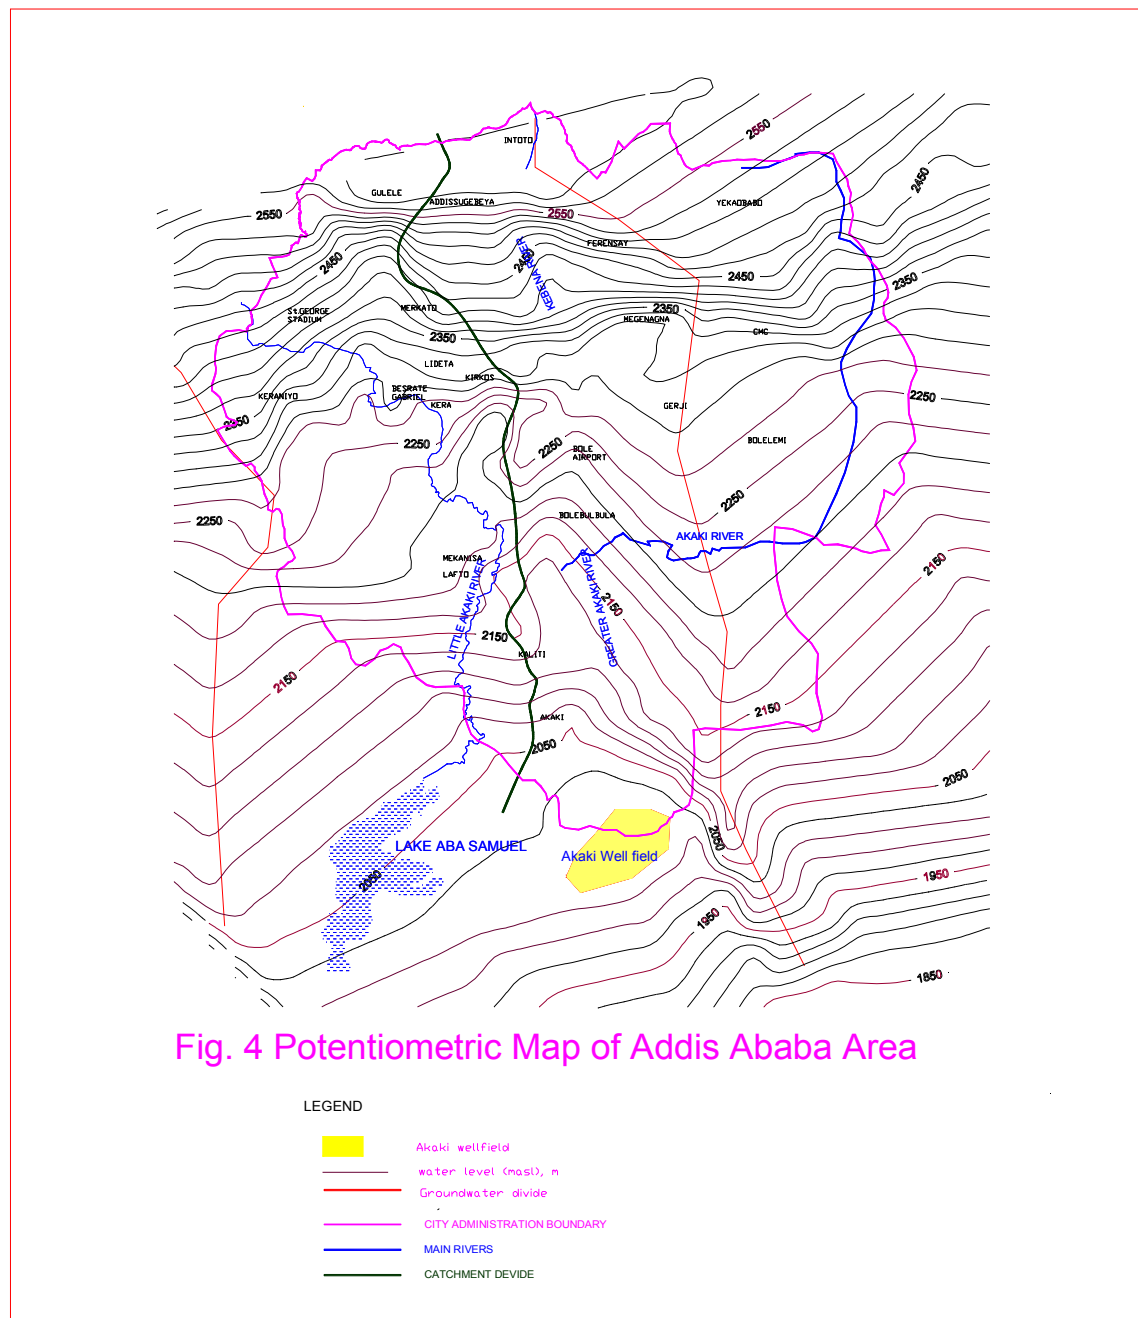 INTOTO
2550
GULELE
ADDISSUGEBEYA
YEKAOBABO
2450
2550
2550
FERENSAY
KEBENA RIVER
2450
2450
2450
2350
St.GEORGE
STADIUM
MERKATO
2350
MEGENAGNA
CMC
2350
LIDETA
KIRKOS
KERANIYO
BESRATE
GABRIEL
KERA
GERJI
2250
2350
2250
2250
BOLE
AIRPORT
BOLELEMI
2250
2250
BOLEBULBULA
AKAKI RIVER
MEKANISA
LAFTO
LITTLE AKAKI RIVER
GREATER AKAKI RIVER
2150
2150
2150
KALITI
2150
2150
AKAKI
2050
2050
2050
LAKE ABA SAMUEL
Akaki Well field
2050
1950
1950
1850
Fig. 4 Potentiometric Map of Addis Ababa Area
LEGEND
Akaki wellfield
water level (masl), m
Groundwater divide
CITY ADMINISTRATION BOUNDARY
MAIN RIVERS
CATCHMENT DEVIDE